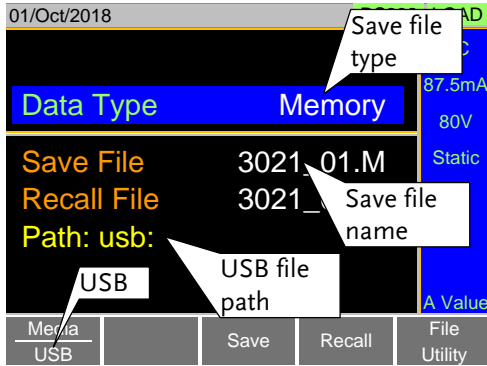 01/Oct/2018
Save file
type
87.5mA
Data Type Memory
80V
Save File 3021_01.M
Static
Recall File 3021_
Save file
name
Path: usb:
USB file
path
USB
A Value
Media
USB
Save
Recall
File
Utility